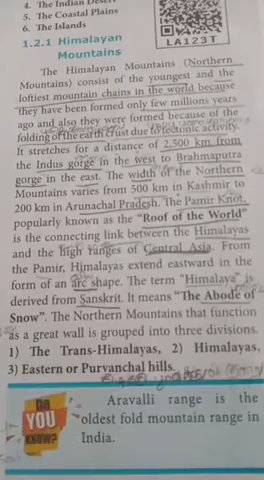 4. The Indian Desert
5. The Coastal Plains
6. The Islands
LA123T
1.2.1 Himalayan
Mountains
The Himalayan Mountains (Northern
Mountains) consist of the youngest and the
loftiest mountain chains in the world because
they have been formed only few millions years
ago and also they were formed because of the
folding of the earth crust due to tectonic activity.
It stretches for a distance of 2,500 km from
the Indus gorge in the west to Brahmaputra
gorge in the east. The width of the Northern
Mountains varies from 500 km in Kashmir to
200 km in Arunachal Pradesh. The Pamir Knot,
popularly known as the “Roof of the World”
is the connecting link between the Himalayas
and the high ranges of Central Asia. From
the Pamir, Himalayas extend eastward in the
form of an arc shape. The term “Himalaya” is
derived from Sanskrit. It means “The Abode of
Snow”. The Northern Mountains that function
as a great wall is grouped into three divisions.
1) The Trans-Himalayas, 2) Himalayas,
3) Eastern or Purvanchal hills.
DO
YOU
KNOW?
Aravalli range is the
oldest fold mountain range in
India.